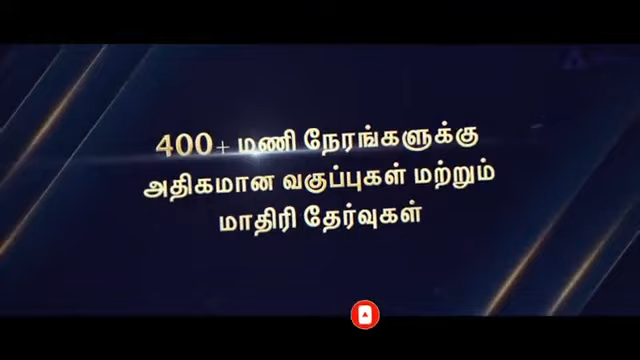 400+ மணி நேரங்களுக்கு
அதிகமான வகுப்புகள் மற்றும்
மாதிரி தேர்வுகள்